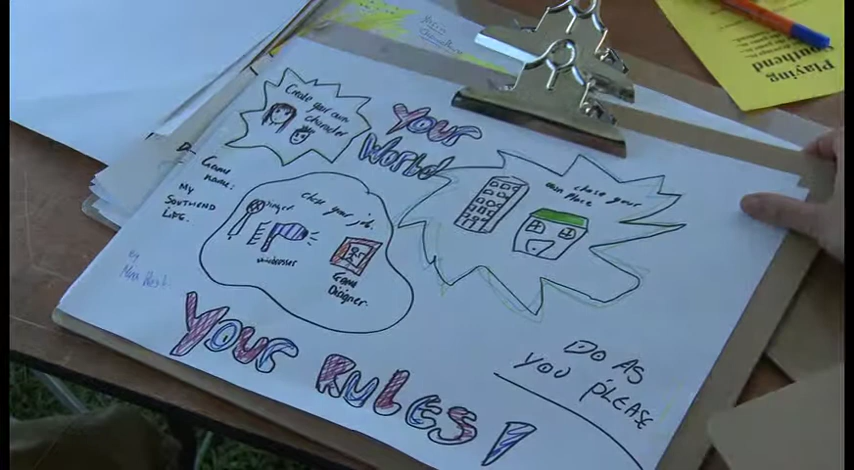 Create your own
character
Your
World
Game
name:
MY
SOUTHEND
LIFE.
chose your job.
singer
Hairdresser
Game
Designer.
chose your
own place
By
Your
RULES!
DO AS
YOU PLEASE
Playing
Southend